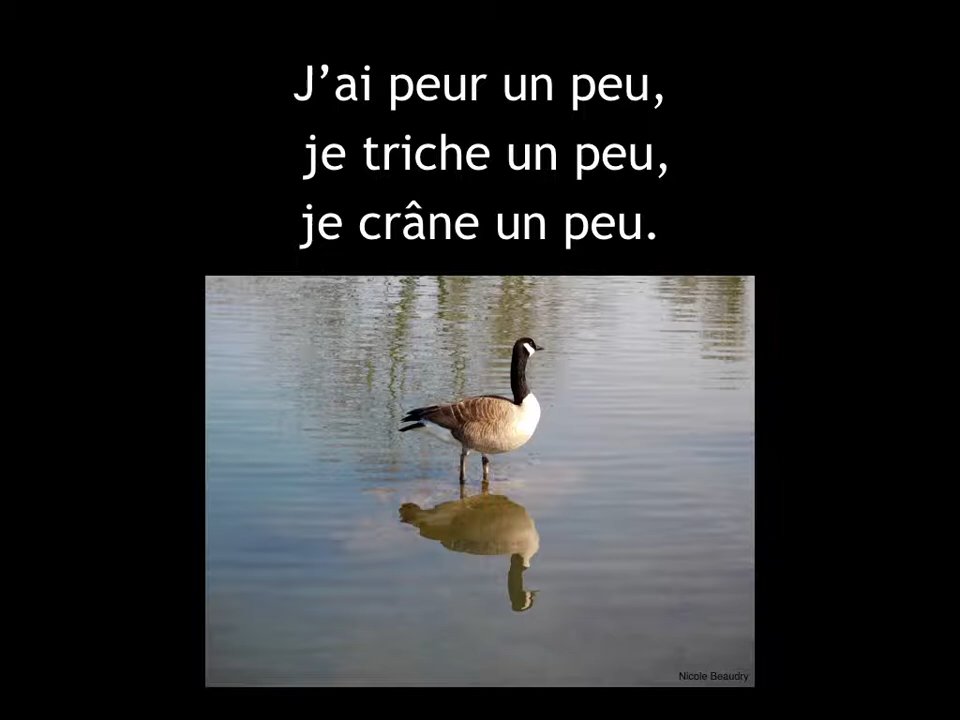 J’ai peur un peu,
je triche un peu,
je crâne un peu.
Nicole Beaudry